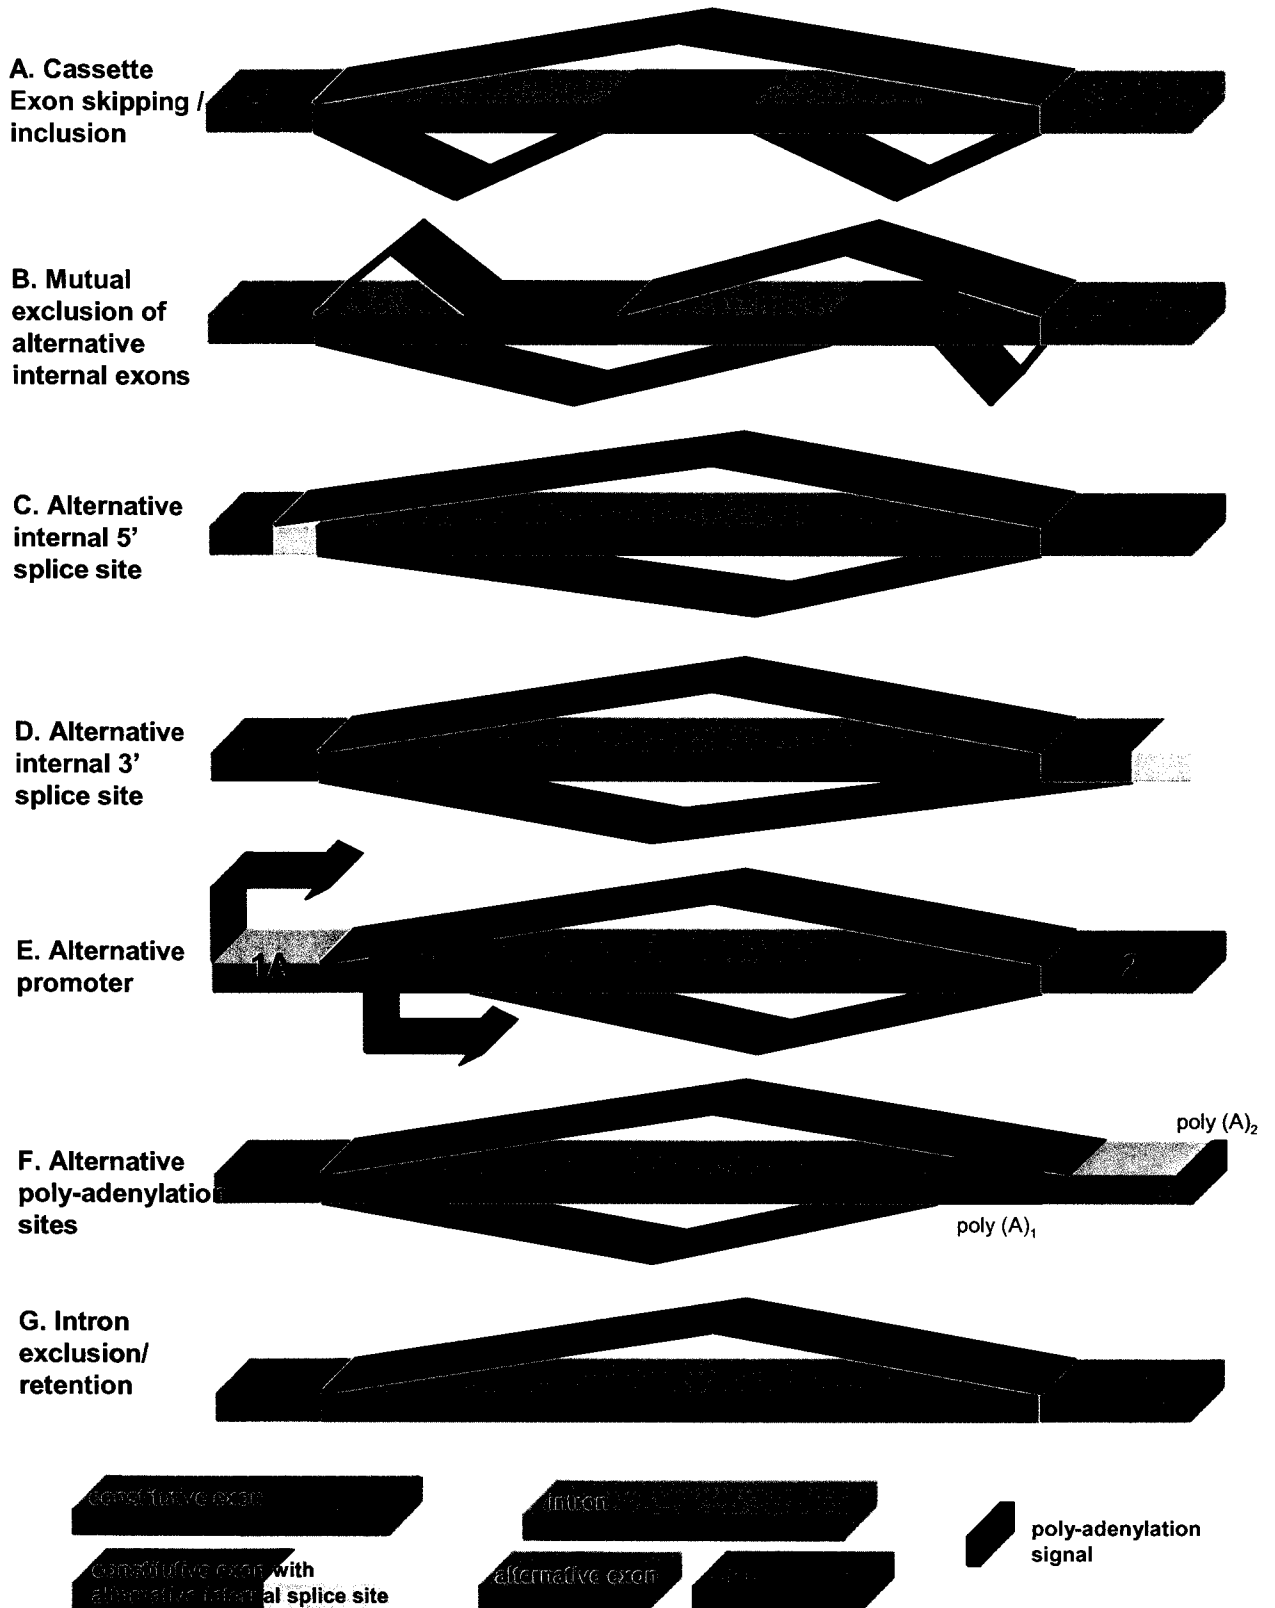 A. Cassette
Exon skipping /
inclusion
B. Mutual
exclusion of
alternative
internal exons
C. Alternative
internal 5'
splice site
D. Alternative
internal 3'
splice site
E. Alternative
promoter
1A
2
F. Alternative
poly-adenylation
sites
poly (A)₂
poly (A)₁
G. Intron
exclusion/
retention
constitutive exon
intron
poly-adenylation
signal
constitutive exon with
alternative internal splice site
alternative exon